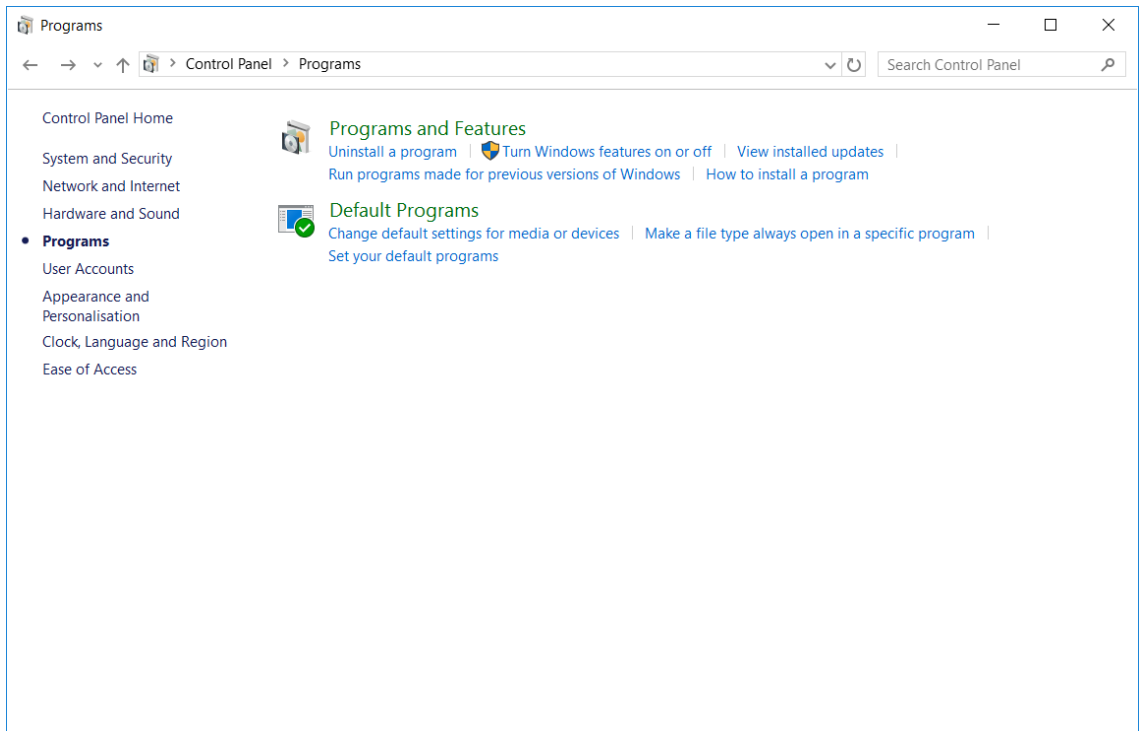 Programs
Control Panel > Programs
Search Control Panel
Control Panel Home
System and Security
Network and Internet
Hardware and Sound
Programs
User Accounts
Appearance and
Personalisation
Clock, Language and Region
Ease of Access
Programs and Features
Uninstall a program | Turn Windows features on or off | View installed updates |
Run programs made for previous versions of Windows | How to install a program
Default Programs
Change default settings for media or devices | Make a file type always open in a specific program |
Set your default programs